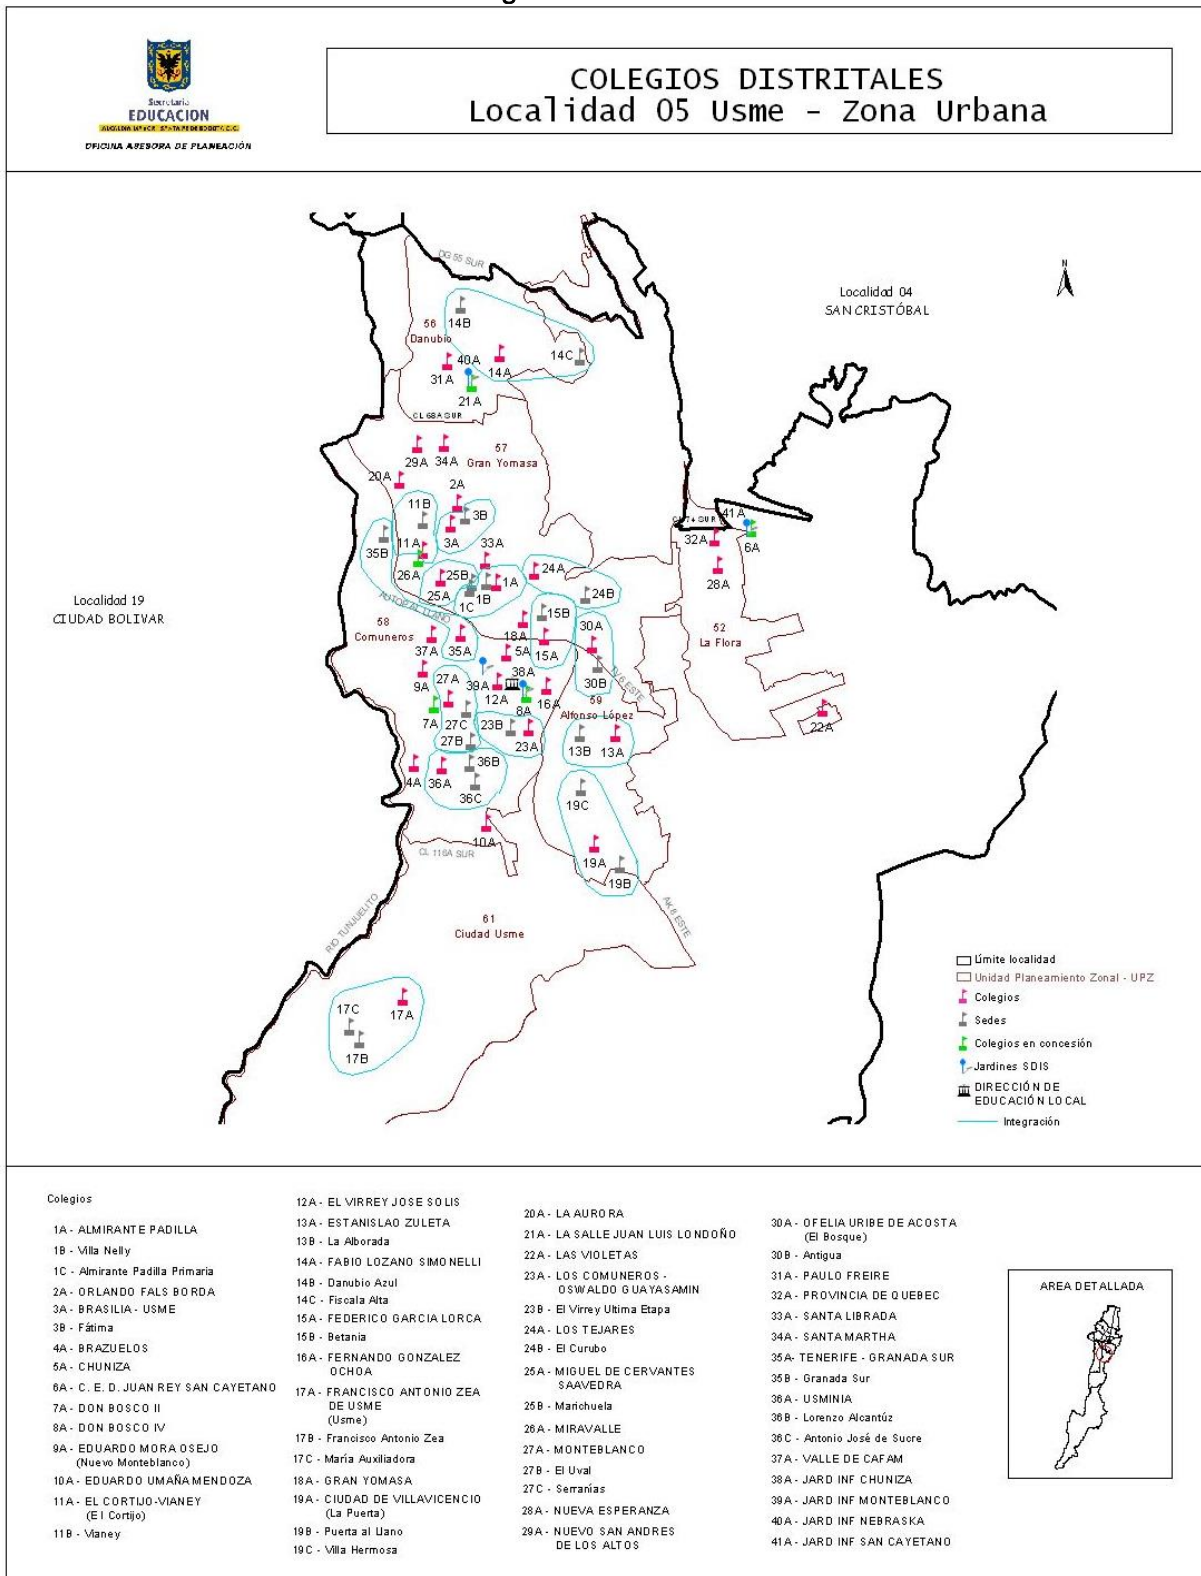 Secretaria
EDUCACION
OFICINA ASESORA DE PLANEACIÓN
COLEGIOS DISTRITALES
Localidad 05 Usme - Zona Urbana
DG 55 SUR
N
Localidad 04
SAN CRISTÓBAL
56
Danubio
14B
14C
40A
14A
31A
21A
CL 68A SUR
57
Gran Yomasa
29A
34A
20A
2A
11B
3B
41A
CL 74 SUR
35B
11A
3A
33A
32A
6A
26A
25B
24A
28A
25A
1A
1B
24B
1C
Localidad 19
CIUDAD BOLIVAR
AUTOP AL LLANO
15B
58
Comuneros
18A
30A
52
La Flora
37A
35A
5A
15A
38A
30B
TV 6 ESTE
9A
27A
39A
12A
16A
59
Alfonso López
7A
27C
8A
22A
23B
27B
23A
13B
13A
36B
4A
36A
36C
19C
10A
CL 116A SUR
19A
19B
RIO TUNJUELITO
61
Ciudad Usme
AK 8 ESTE
17C
17A
17B
Límite localidad
Unidad Planeamiento Zonal - UPZ
Colegios
Sedes
Colegios en concesión
Jardines SDIS
DIRECCIÓN DE
EDUCACIÓN LOCAL
Integración
Colegios
1A - ALMIRANTE PADILLA
1B - Villa Nelly
1C - Almirante Padilla Primaria
2A - ORLANDO FALS BORDA
3A - BRASILIA - USME
3B - Fátima
4A - BRAZUELOS
5A - CHUNIZA
6A - C. E. D. JUAN REY SAN CAYETANO
7A - DON BOSCO II
8A - DON BOSCO IV
9A - EDUARDO MORA OSEJO
(Nuevo Monteblanco)
10A - EDUARDO UMAÑA MENDOZA
11A - EL CORTIJO-VIANEY
(El Cortijo)
11B - Vianey
12A - EL VIRREY JOSE SOLIS
13A - ESTANISLAO ZULETA
13B - La Alborada
14A - FABIO LOZANO SIMONELLI
14B - Danubio Azul
14C - Fiscala Alta
15A - FEDERICO GARCIA LORCA
15B - Betania
16A - FERNANDO GONZALEZ
OCHOA
17A - FRANCISCO ANTONIO ZEA
DE USME
(Usme)
17B - Francisco Antonio Zea
17C - María Auxiliadora
18A - GRAN YOMASA
19A - CIUDAD DE VILLAVICENCIO
(La Puerta)
19B - Puerta al Llano
19C - Villa Hermosa
20A - LA AURORA
21A - LA SALLE JUAN LUIS LONDOÑO
22A - LAS VIOLETAS
23A - LOS COMUNEROS -
OSWALDO GUAYASAMIN
23B - El Virrey Ultima Etapa
24A - LOS TEJARES
24B - El Curubo
25A - MIGUEL DE CERVANTES
SAAVEDRA
25B - Marichuela
26A - MIRAVALLE
27A - MONTEBLANCO
27B - El Uval
27C - Serranías
28A - NUEVA ESPERANZA
29A - NUEVO SAN ANDRES
DE LOS ALTOS
30A - OFELIA URIBE DE ACOSTA
(El Bosque)
30B - Antigua
31A - PAULO FREIRE
32A - PROVINCIA DE QUEBEC
33A - SANTA LIBRADA
34A - SANTA MARTHA
35A- TENERIFE - GRANADA SUR
35B - Granada Sur
36A - USMINIA
36B - Lorenzo Alcantúz
36C - Antonio José de Sucre
37A - VALLE DE CAFAM
38A - JARD INF CHUNIZA
39A - JARD INF MONTEBLANCO
40A - JARD INF NEBRASKA
41A - JARD INF SAN CAYETANO
AREA DETALLADA